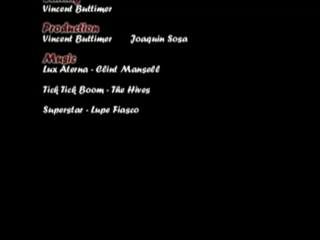 Vincent Buttimer
Production
Vincent Buttimer Joaquin Sosa
Music
Lux Aterna - Clint Mansell
Tick Tick Boom - The Hives
Superstar - Lupe Fiasco